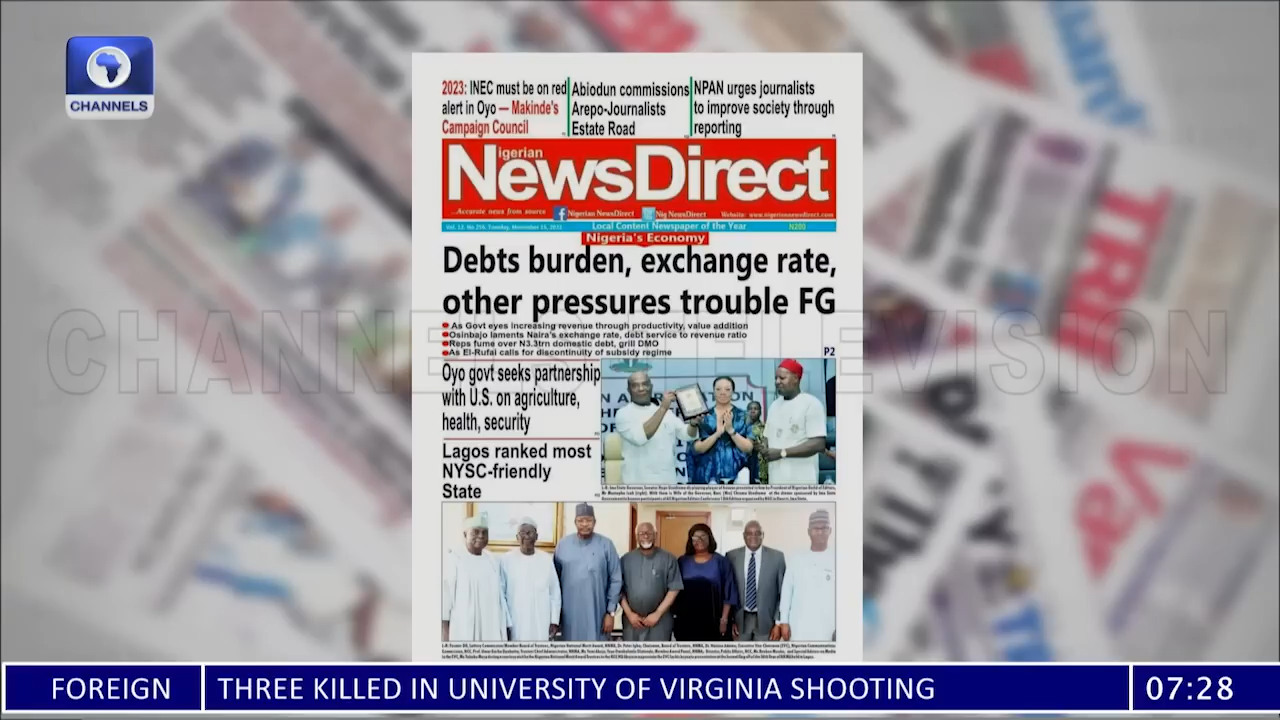 CHANNELS
2023: INEC must be on red
alert in Oyo — Makinde's
Campaign Council
Abiodun commissions
Arepo-Journalists
Estate Road
NPAN urges journalists
to improve society through
reporting
Nigerian
NewsDirect
...Accurate news from source
Nigerian NewsDirect
Nig NewsDirect
Website: www.nigeriannewsdirect.com
Local Content Newspaper of the Year
N200
Nigeria's Economy
Debts burden, exchange rate,
other pressures trouble FG
As Govt eyes increasing revenue through productivity, value addition
Osinbajo laments Naira's exchange rate, debt service to revenue ratio
Reps fume over N3.3trn domestic debt, grill DMO
As El-Rufai calls for discontinuity of subsidy regime
P2
CHANNELS TELEVISION
Oyo govt seeks partnership
with U.S. on agriculture,
health, security
Lagos ranked most
NYSC-friendly
State
FOREIGN
THREE KILLED IN UNIVERSITY OF VIRGINIA SHOOTING
07:28